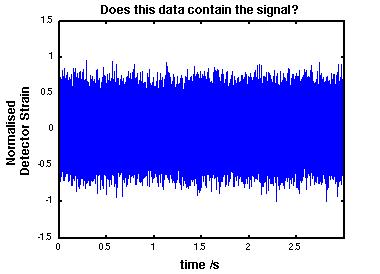 Does this data contain the signal?
1.5
1
0.5
0
-0.5
-1
-1.5
Normalised
Detector Strain
0 0.5 1 1.5 2 2.5
time /s